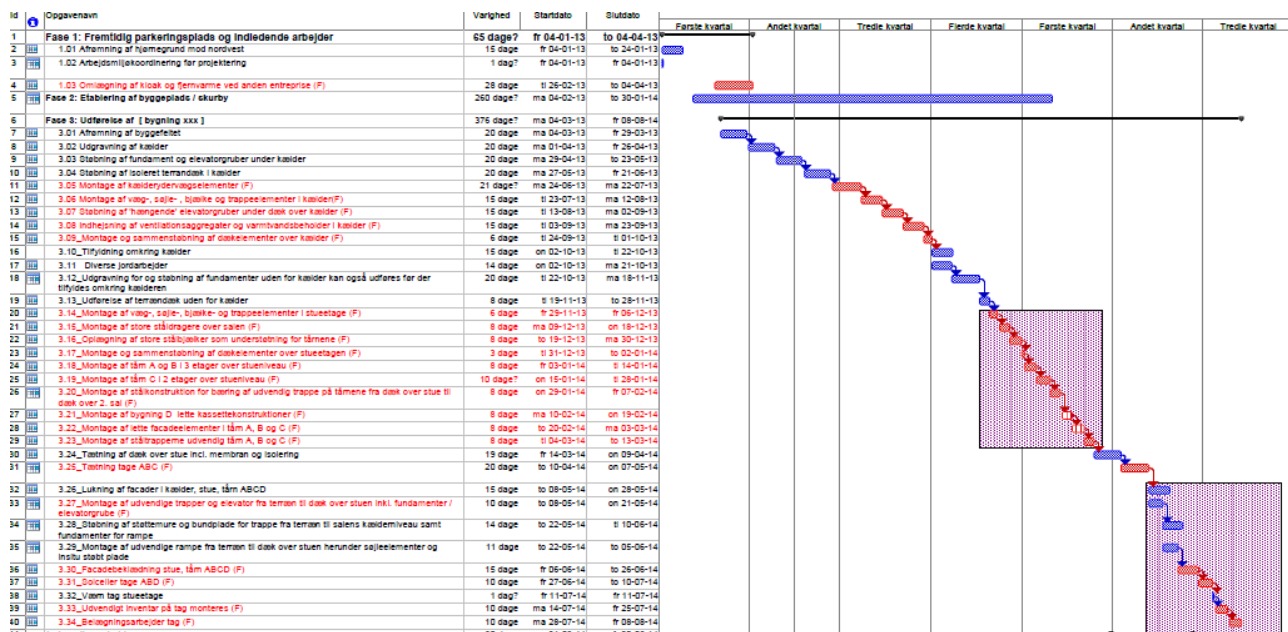 Id Opgavenavn Varighed Startdato Slutdato Første kvartal Andet kvartal Tredie kvartal Fjerde kvartal Første kvartal Andet kvartal Tredie kvartal
1 Fase 1: Fremtidig parkeringsplads og indledende arbejder 65 dage? fr 04-01-13 to 04-04-13
2 1.01 Afrømning af hjørnegrund mod nordvest 15 dage fr 04-01-13 to 24-01-13
3 1.02 Arbejdsmiljøkoordinering før projektering 1 dag? fr 04-01-13 fr 04-01-13
4 1.03 Omlægning af kloak og fjernvarme ved anden entreprise (F) 28 dage ti 26-02-13 to 04-04-13
5 Fase 2: Etablering af byggeplads / skurby 260 dage? ma 04-02-13 to 30-01-14
6 Fase 3: Udførelse af [ bygning xxx ] 376 dage? ma 04-03-13 fr 08-08-14
7 3.01 Afrømning af byggefeltet 20 dage ma 04-03-13 fr 29-03-13
8 3.02 Udgravning af kælder 20 dage ma 01-04-13 fr 26-04-13
9 3.03 Støbning af fundament og elevatorgruber under kælder 20 dage ma 29-04-13 to 23-05-13
10 3.04 Støbning af isoleret terrandæk i kælder 20 dage ma 27-05-13 fr 21-06-13
11 3.05 Montage af kælderydervægselementer (F) 21 dage? ma 24-06-13 ma 22-07-13
12 3.06 Montage af væg-, søjle- , bjælke og trappeelementer i kælder(F) 15 dage ti 23-07-13 ma 12-08-13
13 3.07 Støbning af 'hængende' elevatorgruber under dæk over kælder (F) 15 dage ti 13-08-13 ma 02-09-13
14 3.08 Indhejsning af ventilationsaggregater og varmtvandsbeholder i kælder (F) 15 dage ti 03-09-13 ma 23-09-13
15 3.09_Montage og sammenstøbning af dækelementer over kælder (F) 6 dage ti 24-09-13 ti 01-10-13
16 3.10_Tilfyldning omkring kælder 15 dage on 02-10-13 ti 22-10-13
17 3.11 Diverse jordarbejder 14 dage on 02-10-13 ma 21-10-13
18 3.12_Udgravning for og støbning af fundamenter uden for kælder kan også udføres før der 20 dage ti 22-10-13 ma 18-11-13
tilfyldes omkring kælderen
19 3.13_Udførelse af terrændæk uden for kælder 8 dage ti 19-11-13 to 28-11-13
20 3.14_Montage af væg-, søjle-, bjælke- og trappeelementer i stueetage (F) 6 dage fr 29-11-13 fr 06-12-13
21 3.15_Montage af store ståldragere over salen (F) 8 dage ma 09-12-13 on 18-12-13
22 3.16_Oplægning af store stålbjælker som understøtning for tårnene (F) 8 dage to 19-12-13 ma 30-12-13
23 3.17_Montage og sammenstøbning af dækelementer over stueetagen (F) 3 dage ti 31-12-13 to 02-01-14
24 3.18_Montage af tårn A og B i 3 etager over stueniveau (F) 8 dage fr 03-01-14 ti 14-01-14
25 3.19_Montage af tårn C i 2 etager over stueniveau (F) 10 dage? on 15-01-14 ti 28-01-14
26 3.20_Montage af stålkonstruktion for bæring af udvendig trappe på tårnene fra dæk over stue til 8 dage on 29-01-14 fr 07-02-14
dæk over 2. sal (F)
27 3.21_Montage af bygning D lette kassettekonstruktioner (F) 8 dage ma 10-02-14 on 19-02-14
28 3.22_Montage af lette facadeelementer i tårn A, B og C (F) 8 dage to 20-02-14 ma 03-03-14
29 3.23_Montage af ståltrapperne udvendig tårn A, B og C (F) 8 dage ti 04-03-14 to 13-03-14
30 3.24_Tætning af dæk over stue incl. membran og isolering 19 dage fr 14-03-14 on 09-04-14
31 3.25_Tætning tage ABC (F) 20 dage to 10-04-14 on 07-05-14
32 3.26_Lukning af facader i kælder, stue, tårn ABCD 15 dage to 08-05-14 on 28-05-14
33 3.27_Montage af udvendige trapper og elevator fra terræn til dæk over stuen inkl. fundamenter / 10 dage to 08-05-14 on 21-05-14
elevatorgrube (F)
34 3.28_Støbning af støttemure og bundplade for trappe fra terræn til salens kælderniveau samt 14 dage to 22-05-14 ti 10-06-14
fundamenter for rampe
35 3.29_Montage af udvendige rampe fra terræn til dæk over stuen herunder søjleelementer og 11 dage to 22-05-14 to 05-06-14
insitu støbt plade
36 3.30_Facadebeklædning stue, tårn ABCD (F) 15 dage fr 06-06-14 to 26-06-14
37 3.31_Solceller tage ABD (F) 10 dage fr 27-06-14 to 10-07-14
38 3.32_Værn tag stueetage 1 dag? fr 11-07-14 fr 11-07-14
39 3.33_Udvendigt inventar på tag monteres (F) 10 dage ma 14-07-14 fr 25-07-14
40 3.34_Belægningsarbejder tag (F) 10 dage ma 28-07-14 fr 08-08-14